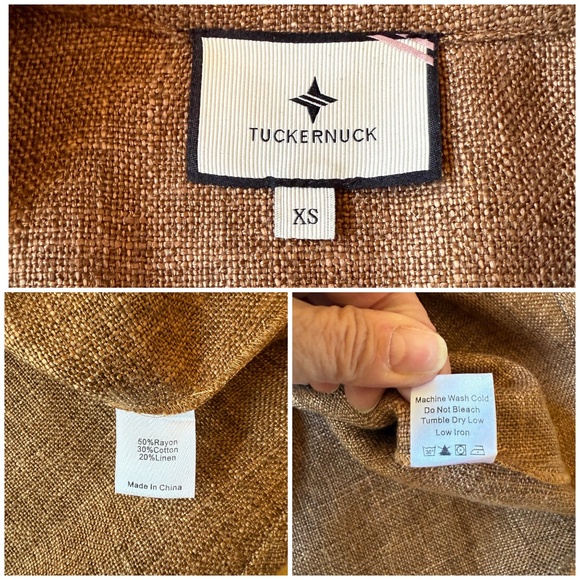 TUCKERNUCK
XS
50%Rayon
30%Cotton
20%Linen
Made In China
Machine Wash Cold
Do Not Bleach
Tumble Dry Low
Low Iron